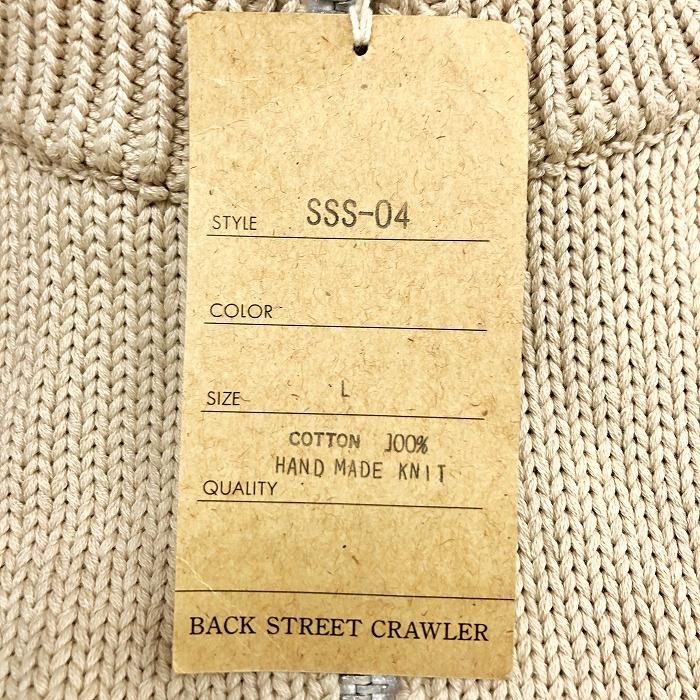 STYLE SSS-04
COLOR
SIZE L
COTTON 100%
HAND MADE KNIT
QUALITY
BACK STREET CRAWLER